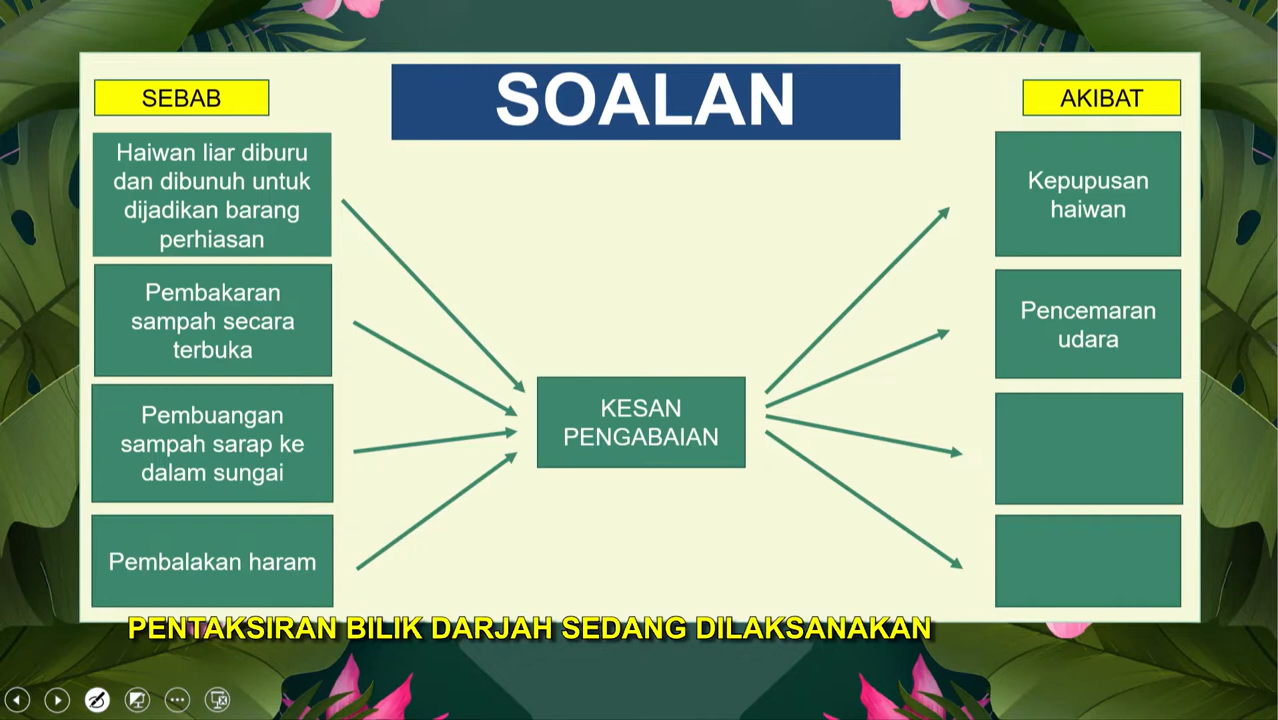 SOALAN
SEBAB
Haiwan liar diburu
dan dibunuh untuk
dijadikan barang
perhiasan
Pembakaran
sampah secara
terbuka
Pembuangan
sampah sarap ke
dalam sungai
Pembalakan haram
KESAN
PENGABAIAN
AKIBAT
Kepupusan
haiwan
Pencemaran
udara
PENTAKSIRAN BILIK DARJAH SEDANG DILAKSANAKAN